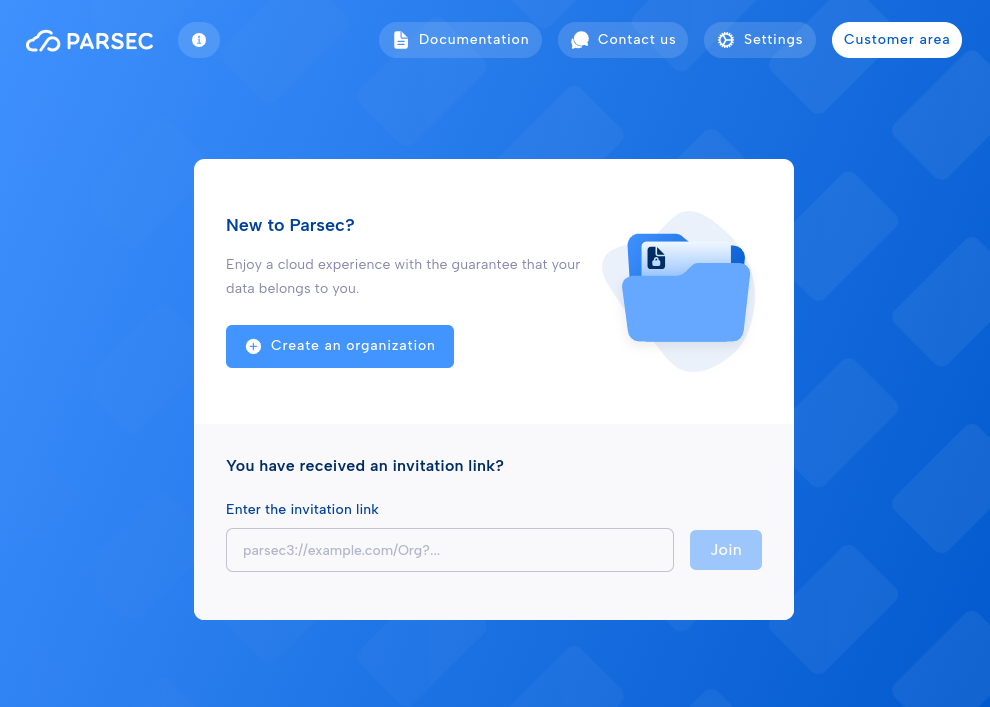 PARSEC
Documentation
Contact us
Settings
Customer area
New to Parsec?
Enjoy a cloud experience with the guarantee that your
data belongs to you.
Create an organization
You have received an invitation link?
Enter the invitation link
parsec3://example.com/Org?...
Join